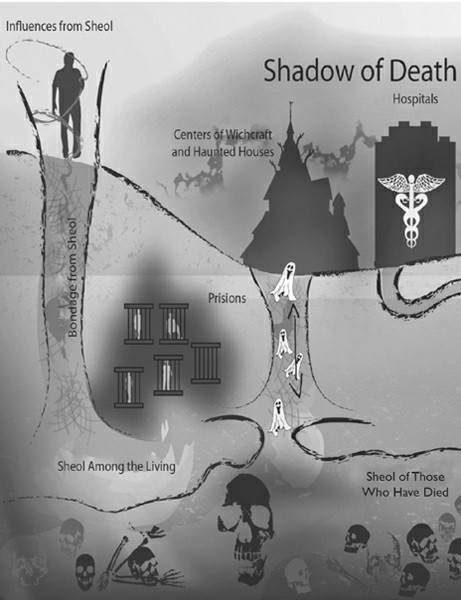 Influences from Sheol
Shadow of Death
Hospitals
Centers of Wichcraft
and Haunted Houses
Bondage from Sheol
Prisions
Sheol Among the Living
Sheol of Those
Who Have Died